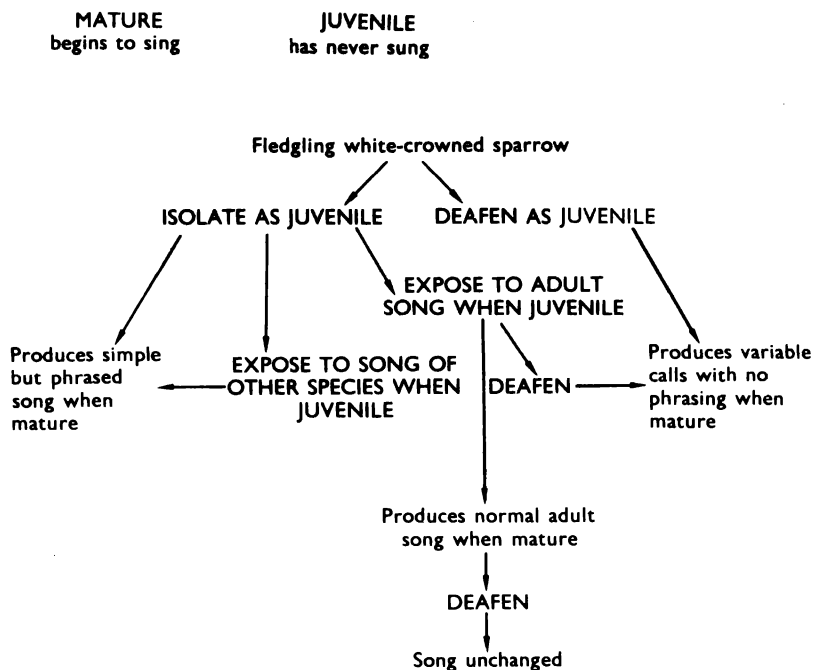 MATURE
begins to sing
JUVENILE
has never sung
Fledgling white-crowned sparrow
ISOLATE AS JUVENILE
DEAFEN AS JUVENILE
EXPOSE TO ADULT
SONG WHEN JUVENILE
Produces simple
but phrased
song when
mature
EXPOSE TO SONG OF
OTHER SPECIES WHEN
JUVENILE
DEAFEN
Produces variable
calls with no
phrasing when
mature
Produces normal adult
song when mature
DEAFEN
Song unchanged